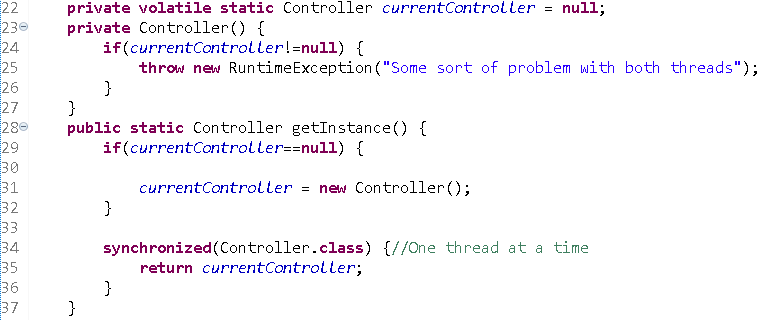 22 private volatile static Controller currentController = null;
23 private Controller() {
24 if(currentController!=null) {
25 throw new RuntimeException("Some sort of problem with both threads");
26 }
27 }
28 public static Controller getInstance() {
29 if(currentController==null) {
30
31 currentController = new Controller();
32 }
33
34 synchronized(Controller.class) {//One thread at a time
35 return currentController;
36 }
37 }